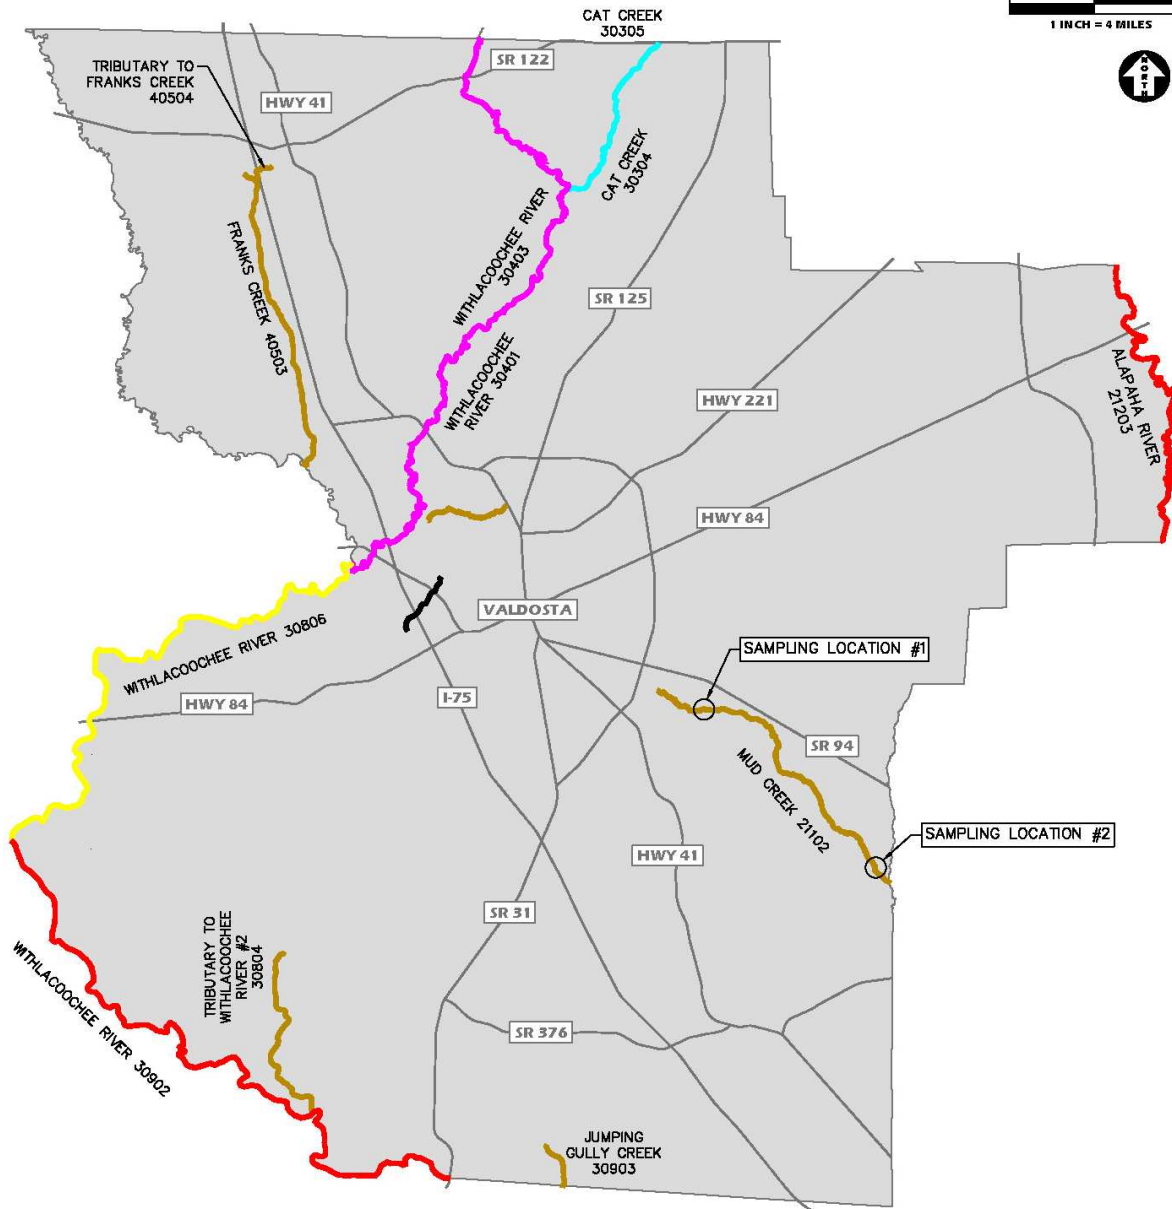 CAT CREEK
30305
1 INCH = 4 MILES
NORTH
TRIBUTARY TO
FRANKS CREEK
40504
SR 122
HWY 41
CAT CREEK
30304
WITHLACOOCHEE RIVER
30403
FRANKS CREEK 40503
SR 125
WITHLACOOCHEE
RIVER 30401
ALAPAHA RIVER
21203
HWY 221
HWY 84
VALDOSTA
WITHLACOOCHEE RIVER 30806
SAMPLING LOCATION #1
HWY 84
I-75
SR 94
MUD CREEK 21102
SAMPLING LOCATION #2
HWY 41
SR 31
TRIBUTARY TO
WITHLACOOCHEE
RIVER #2
30804
WITHLACOOCHEE RIVER 30902
SR 376
JUMPING
GULLY CREEK
30903